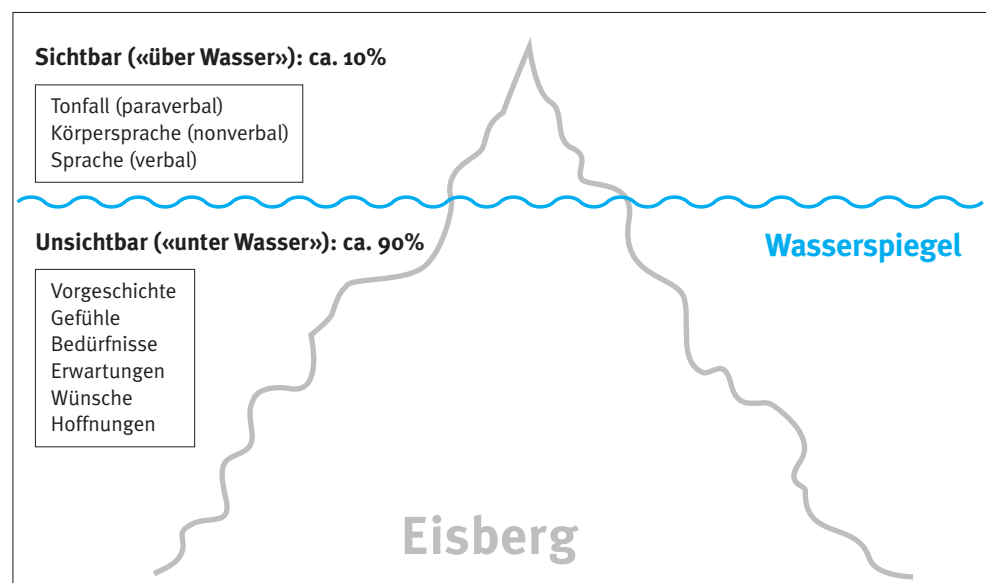 Sichtbar («über Wasser»): ca. 10%
Tonfall (paraverbal)
Körpersprache (nonverbal)
Sprache (verbal)
Unsichtbar («unter Wasser»): ca. 90%
Wasserspiegel
Vorgeschichte
Gefühle
Bedürfnisse
Erwartungen
Wünsche
Hoffnungen
Eisberg